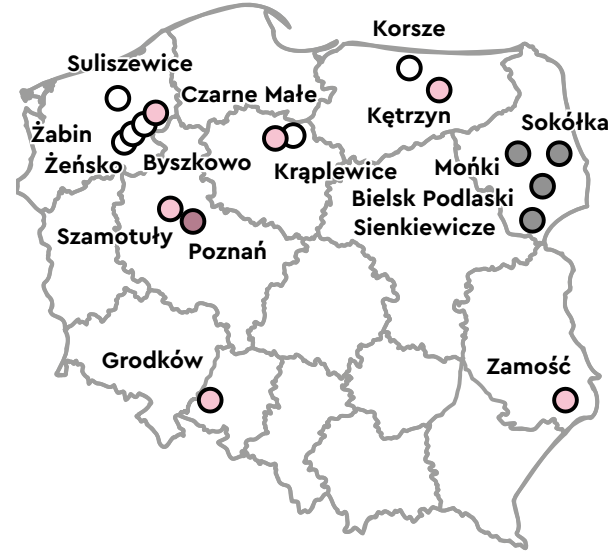 Korsze
Suliszewice
Czarne Małe
Kętrzyn
Sokółka
Żabin
Żeńsko
Byszkowo
Krąplewice
Mońki
Bielsk Podlaski
Sienkiewicze
Szamotuły
Poznań
Grodków
Zamość